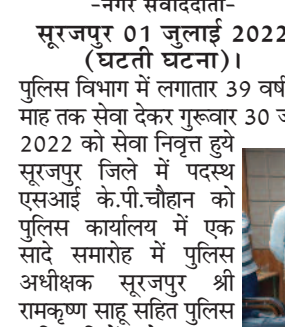 -नगर संवाददाता-
सूरजपुर 01 जुलाई 2022
(घटती घटना)।
पुलिस विभाग में लगातार 39 वर्ष
माह तक सेवा देकर गुरूवार 30
2022 को सेवा निवृत्त हुये
सूरजपुर जिले में पदस्थ
एसआई के.पी.चौहान को
पुलिस कार्यालय में एक
सादे समारोह में पुलिस
अधीक्षक सूरजपुर श्री
रामकृष्ण साहू सहित पुलिस